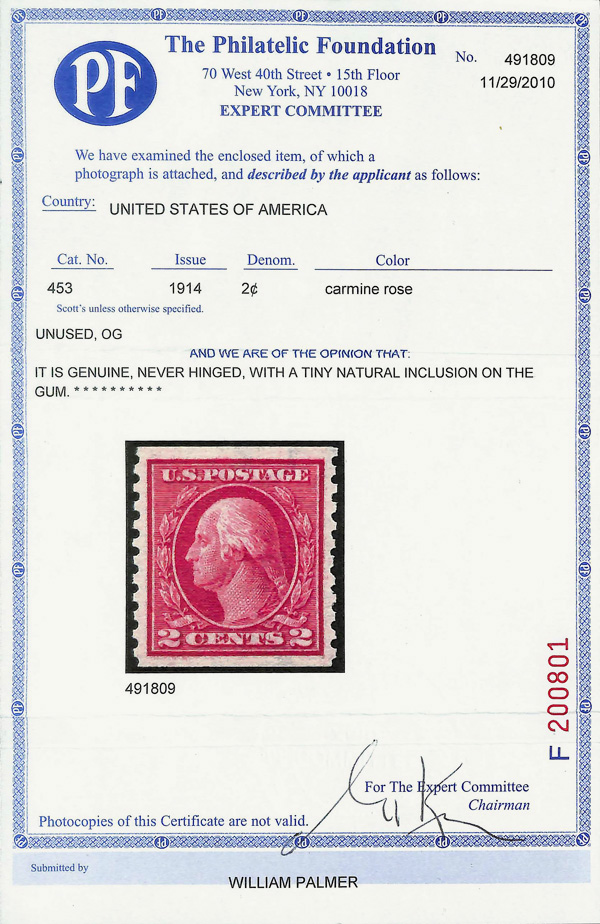 PF
The Philatelic Foundation
70 West 40th Street • 15th Floor
New York, NY 10018
EXPERT COMMITTEE
No. 491809
11/29/2010
We have examined the enclosed item, of which a
photograph is attached, and described by the applicant as follows:
Country: UNITED STATES OF AMERICA
Cat. No. Issue Denom. Color
453 1914 2¢ carmine rose
Scott's unless otherwise specified.
UNUSED, OG
AND WE ARE OF THE OPINION THAT:
IT IS GENUINE, NEVER HINGED, WITH A TINY NATURAL INCLUSION ON THE
GUM. * * * * * * * * * *
U.S. POSTAGE
2 CENTS 2
491809
F 200801
For The Expert Committee
Chairman
Photocopies of this Certificate are not valid.
Submitted by
WILLIAM PALMER